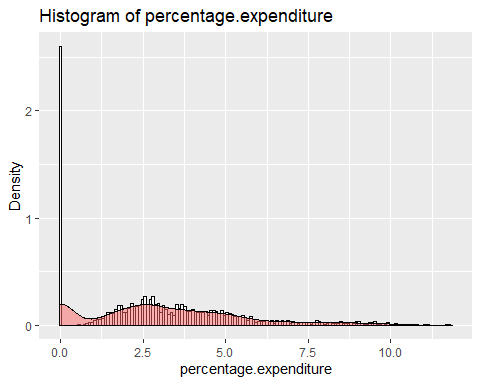 Histogram of percentage.expenditure
Density
2
1
0
0.0 2.5 5.0 7.5 10.0
percentage.expenditure